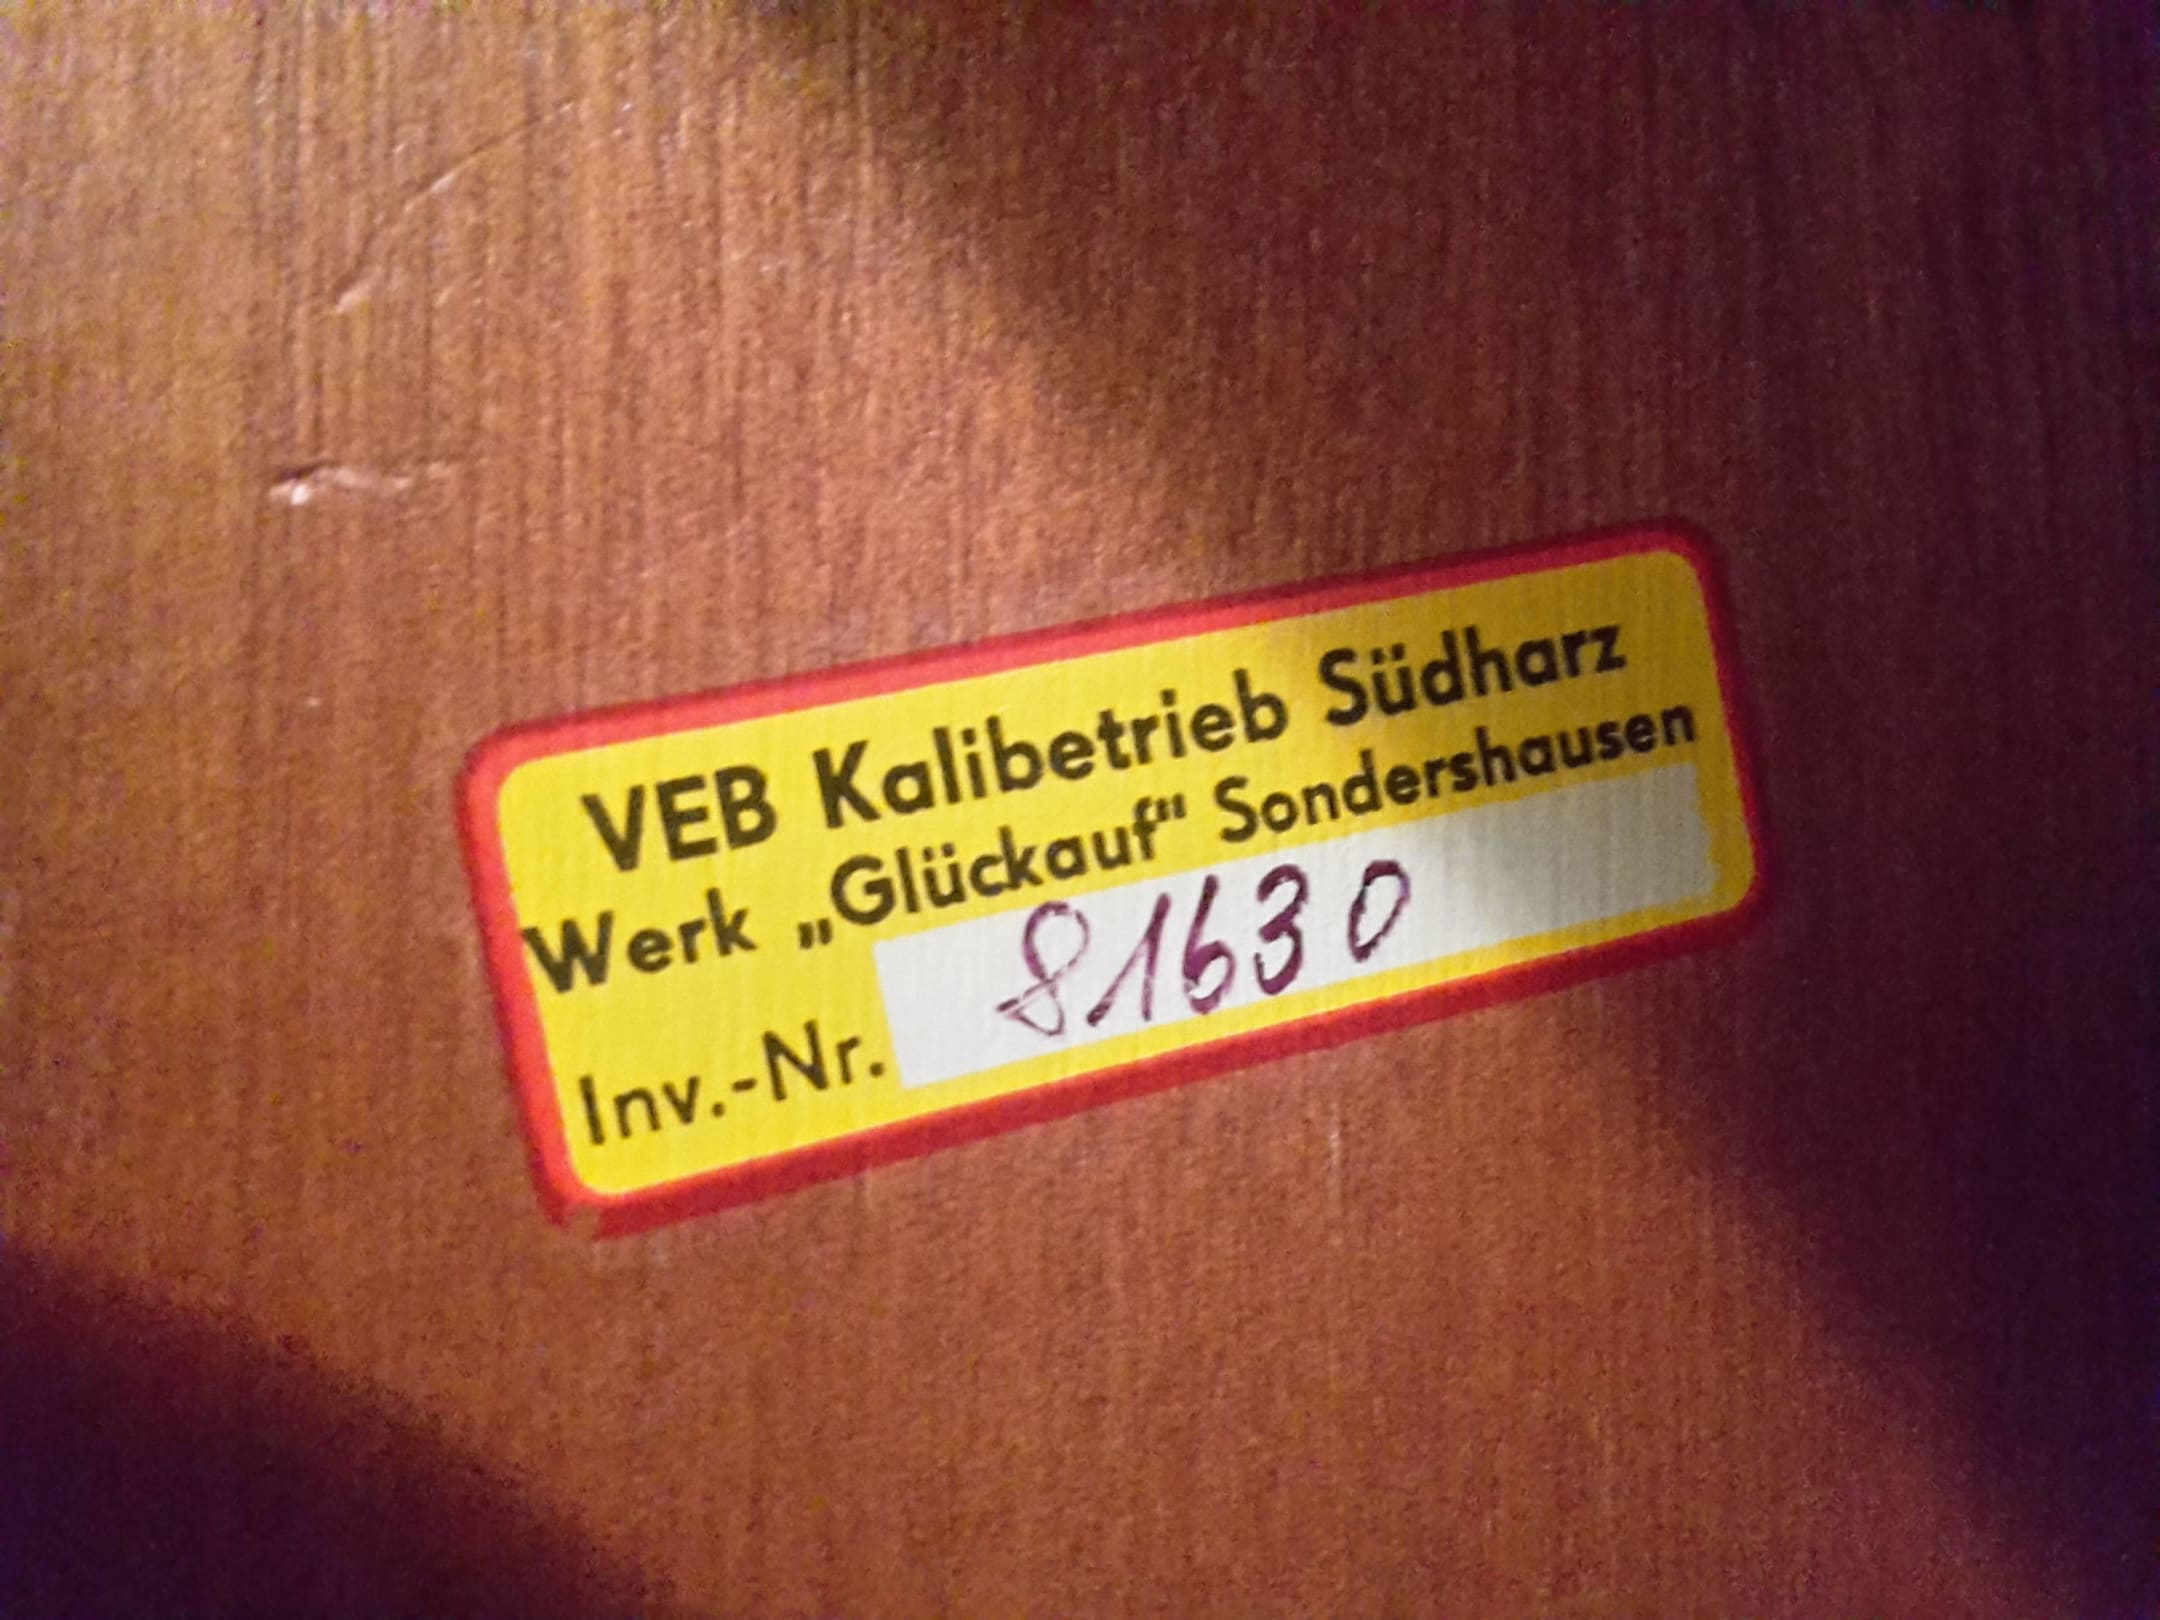 VEB Kalibetrieb Südharz
Werk „Glückauf“ Sondershausen
Inv.-Nr. 81630